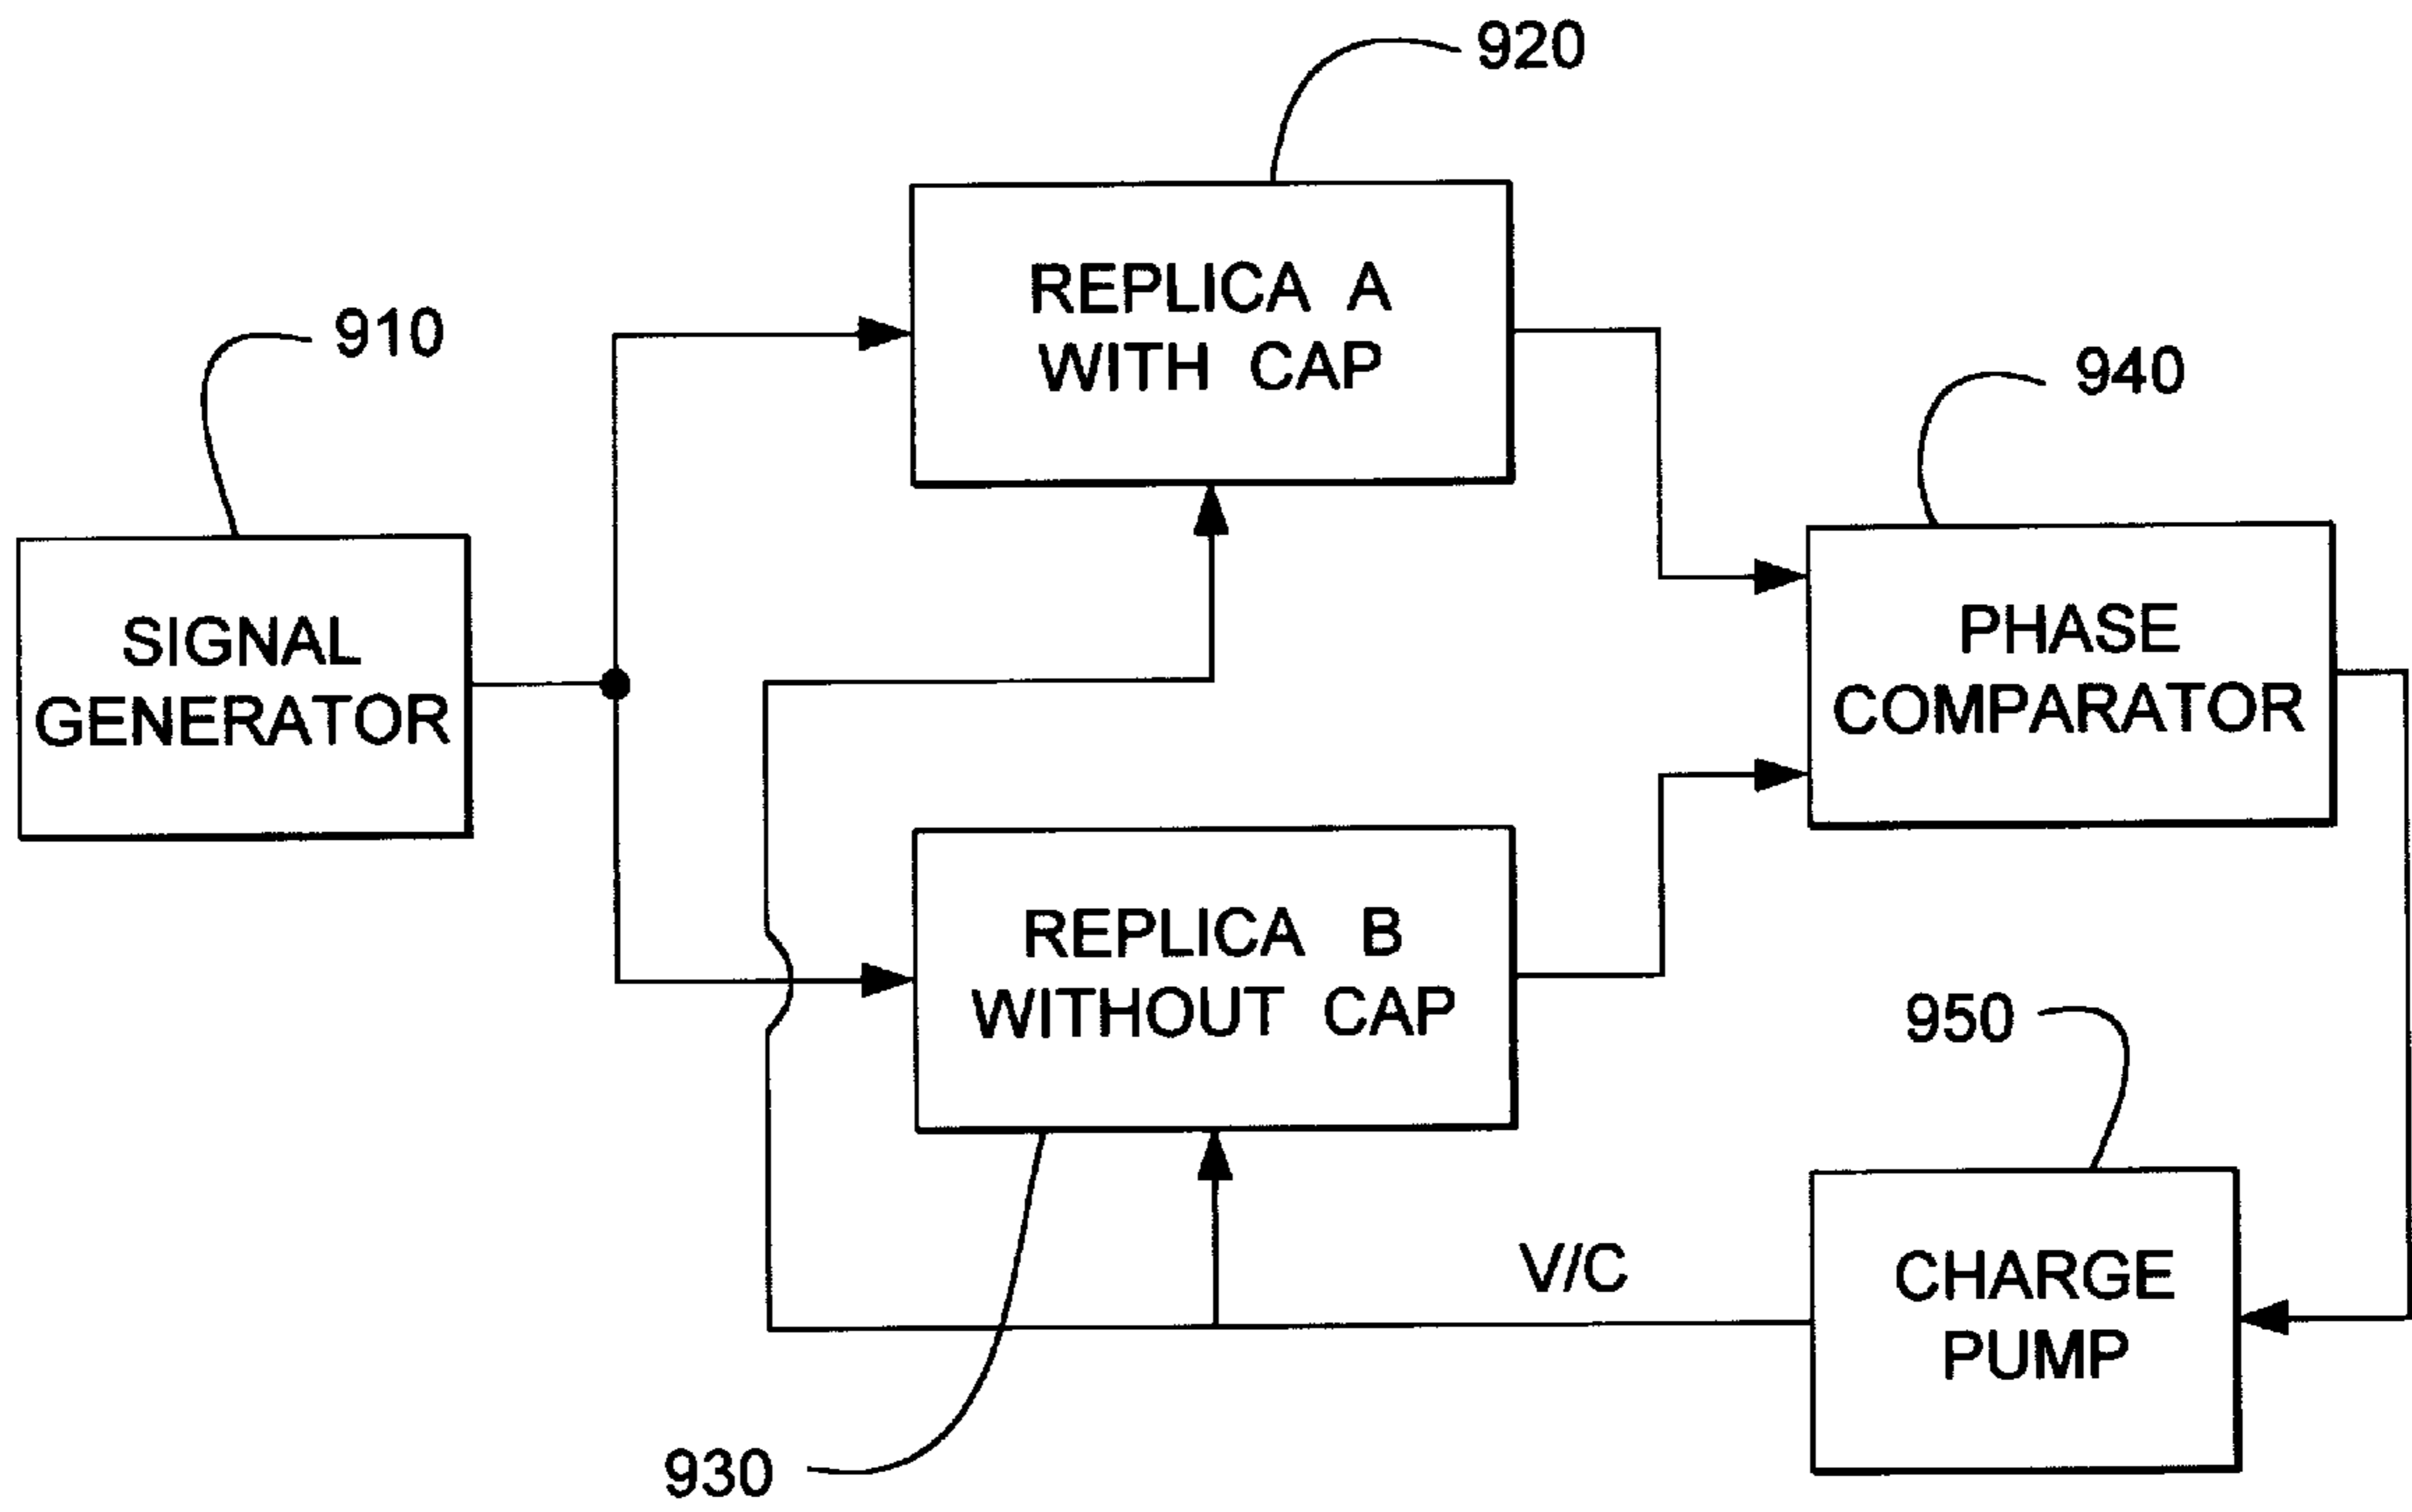 920
REPLICA A
WITH CAP
910
940
SIGNAL
GENERATOR
PHASE
COMPARATOR
REPLICA B
WITHOUT CAP
950
V/C
CHARGE
PUMP
930